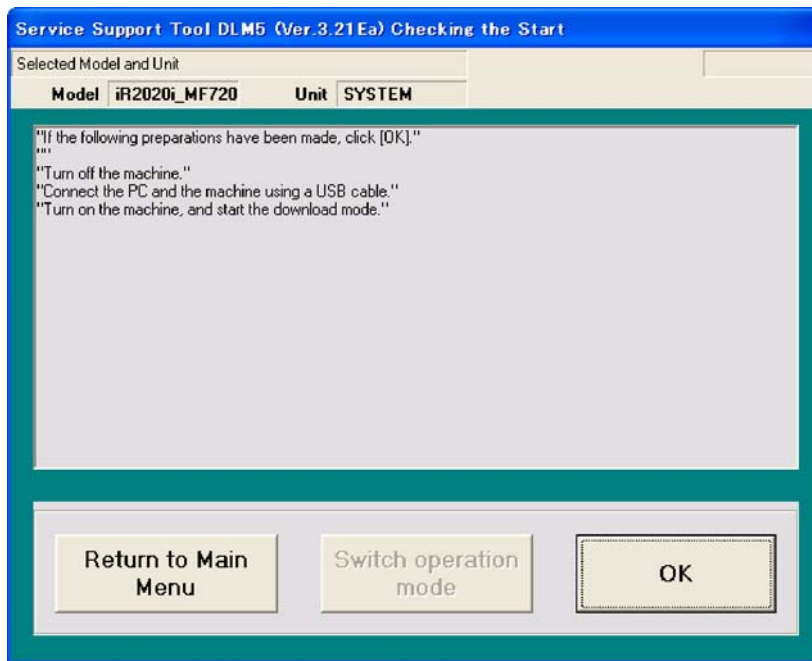 Service Support Tool DLM5 (Ver.3.21Ea) Checking the Start
Selected Model and Unit
Model iR2020i_MF720 Unit SYSTEM
"If the following preparations have been made, click [OK]."
""
"Turn off the machine."
"Connect the PC and the machine using a USB cable."
"Turn on the machine, and start the download mode."
Return to Main
Menu
Switch operation
mode
OK